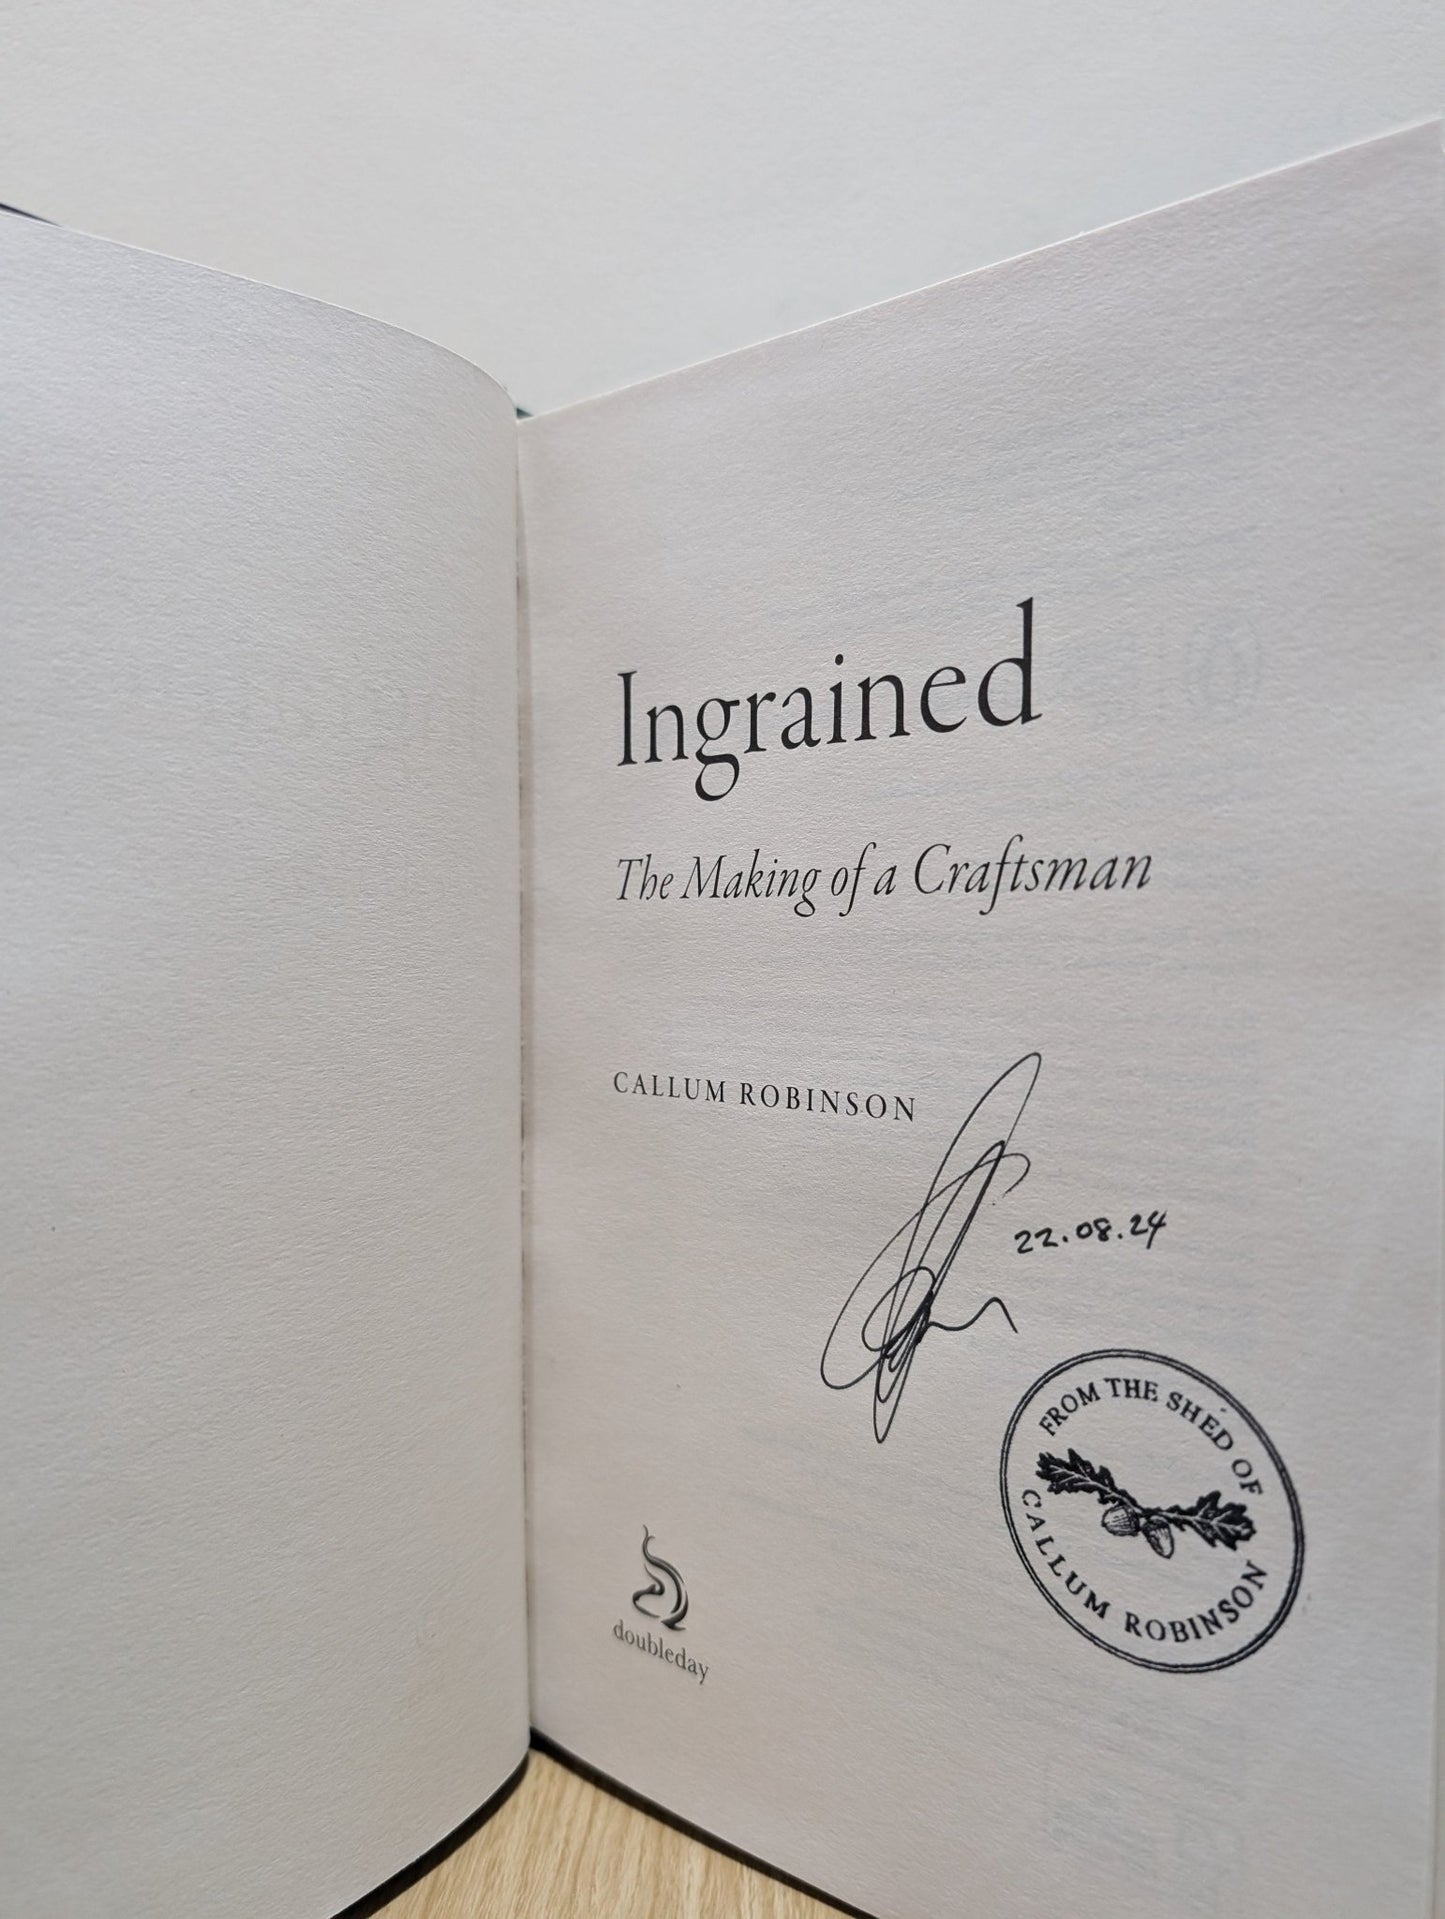 Ingrained
The Making of a Craftsman
CALLUM ROBINSON
22.08.24
FROM THE SHED OF
CALLUM ROBINSON
doubleday